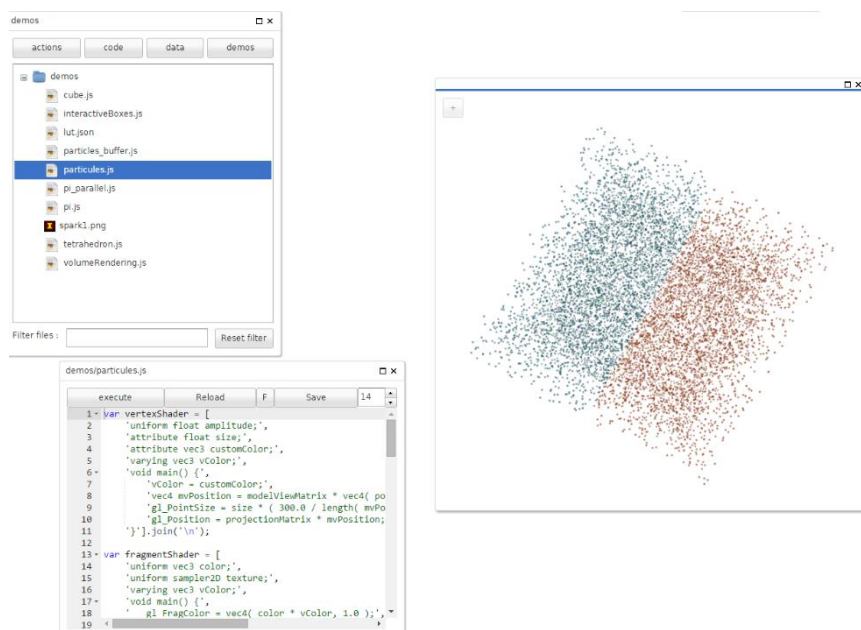 demos
actions code data demos
demos
cube.js
interactiveBoxes.js
lut.json
particles_buffer.js
particules.js
pi_parallel.js
pi.js
spark1.png
tetrahedron.js
volumeRendering.js
Filter files : Reset filter
+
demos/particules.js
execute Reload F Save 14
1 var vertexShader = [
2 'uniform float amplitude;',
3 'attribute float size;',
4 'attribute vec3 customColor;',
5 'varying vec3 vColor;',
6 'void main() {',
7 'vColor = customColor;',
8 'vec4 mvPosition = modelViewMatrix * vec4( po
9 'gl_PointSize = size * ( 300.0 / length( mvPo
10 'gl_Position = projectionMatrix * mvPosition;
11 '}'].join('\n');
12
13 var fragmentShader = [
14 'uniform vec3 color;',
15 'uniform sampler2D texture;',
16 'varying vec3 vColor;',
17 'void main() {',
18 ' gl_FragColor = vec4( color * vColor, 1.0 );',
19